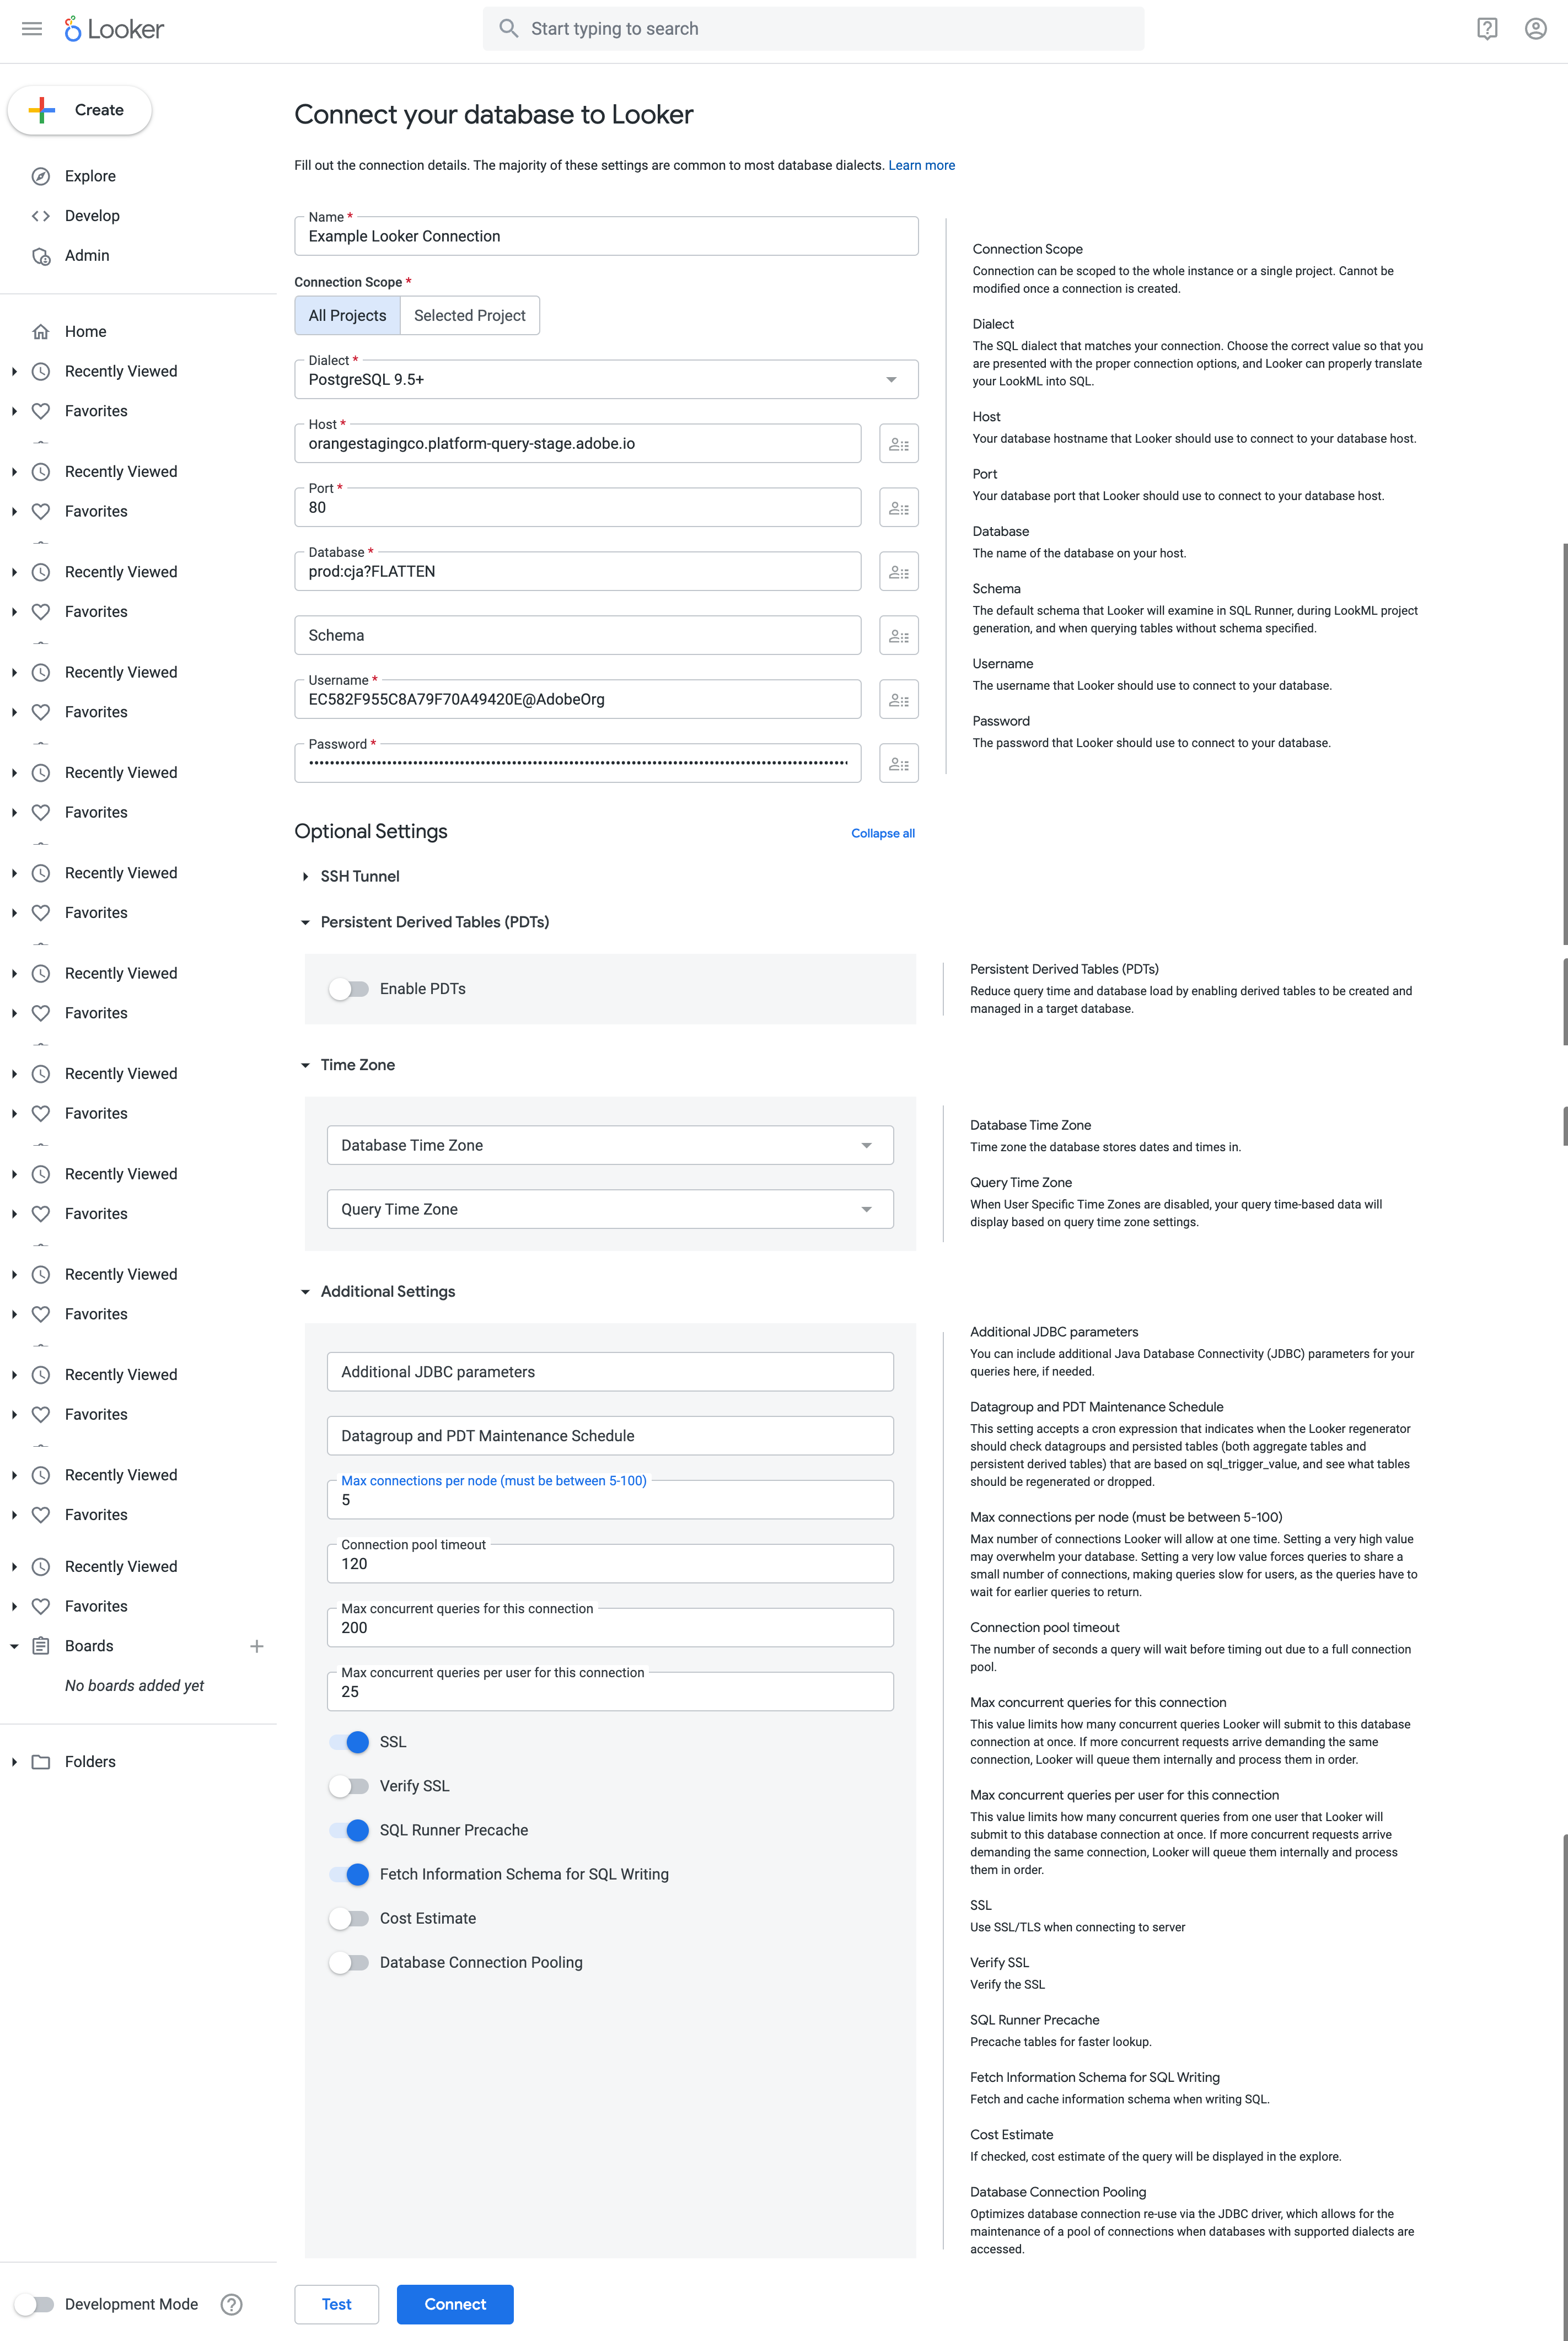 Looker
Start typing to search
Create
Explore
Develop
Admin
Home
Recently Viewed
Favorites
Recently Viewed
Favorites
Recently Viewed
Favorites
Recently Viewed
Favorites
Recently Viewed
Favorites
Recently Viewed
Favorites
Recently Viewed
Favorites
Recently Viewed
Favorites
Recently Viewed
Favorites
Recently Viewed
Favorites
Recently Viewed
Favorites
Recently Viewed
Favorites
Recently Viewed
Favorites
Boards
No boards added yet
Folders
Development Mode
Connect your database to Looker
Fill out the connection details. The majority of these settings are common to most database dialects. Learn more
Name *
Example Looker Connection
Connection Scope *
All Projects Selected Project
Dialect *
PostgreSQL 9.5+
Host *
orangestagingco.platform-query-stage.adobe.io
Port *
80
Database *
prod:cja?FLATTEN
Schema
Username *
EC582F955C8A79F70A49420E@AdobeOrg
Password *
Connection Scope
Connection can be scoped to the whole instance or a single project. Cannot be
modified once a connection is created.
Dialect
The SQL dialect that matches your connection. Choose the correct value so that you
are presented with the proper connection options, and Looker can properly translate
your LookML into SQL.
Host
Your database hostname that Looker should use to connect to your database host.
Port
Your database port that Looker should use to connect to your database host.
Database
The name of the database on your host.
Schema
The default schema that Looker will examine in SQL Runner, during LookML project
generation, and when querying tables without schema specified.
Username
The username that Looker should use to connect to your database.
Password
The password that Looker should use to connect to your database.
Optional Settings
Collapse all
SSH Tunnel
Persistent Derived Tables (PDTs)
Enable PDTs
Persistent Derived Tables (PDTs)
Reduce query time and database load by enabling derived tables to be created and
managed in a target database.
Time Zone
Database Time Zone
Query Time Zone
Database Time Zone
Time zone the database stores dates and times in.
Query Time Zone
When User Specific Time Zones are disabled, your query time-based data will
display based on query time zone settings.
Additional Settings
Additional JDBC parameters
Datagroup and PDT Maintenance Schedule
Max connections per node (must be between 5-100)
5
Connection pool timeout
120
Max concurrent queries for this connection
200
Max concurrent queries per user for this connection
25
SSL
Verify SSL
SQL Runner Precache
Fetch Information Schema for SQL Writing
Cost Estimate
Database Connection Pooling
Additional JDBC parameters
You can include additional Java Database Connectivity (JDBC) parameters for your
queries here, if needed.
Datagroup and PDT Maintenance Schedule
This setting accepts a cron expression that indicates when the Looker regenerator
should check datagroups and persisted tables (both aggregate tables and
persistent derived tables) that are based on sql_trigger_value, and see what tables
should be regenerated or dropped.
Max connections per node (must be between 5-100)
Max number of connections Looker will allow at one time. Setting a very high value
may overwhelm your database. Setting a very low value forces queries to share a
small number of connections, making queries slow for users, as the queries have to
wait for earlier queries to return.
Connection pool timeout
The number of seconds a query will wait before timing out due to a full connection
pool.
Max concurrent queries for this connection
This value limits how many concurrent queries Looker will submit to this database
connection at once. If more concurrent requests arrive demanding the same
connection, Looker will queue them internally and process them in order.
Max concurrent queries per user for this connection
This value limits how many concurrent queries from one user that Looker will
submit to this database connection at once. If more concurrent requests arrive
demanding the same connection, Looker will queue them internally and process
them in order.
SSL
Use SSL/TLS when connecting to server
Verify SSL
Verify the SSL
SQL Runner Precache
Precache tables for faster lookup.
Fetch Information Schema for SQL Writing
Fetch and cache information schema when writing SQL.
Cost Estimate
If checked, cost estimate of the query will be displayed in the explore.
Database Connection Pooling
Optimizes database connection re-use via the JDBC driver, which allows for the
maintenance of a pool of connections when databases with supported dialects are
accessed.
Test
Connect